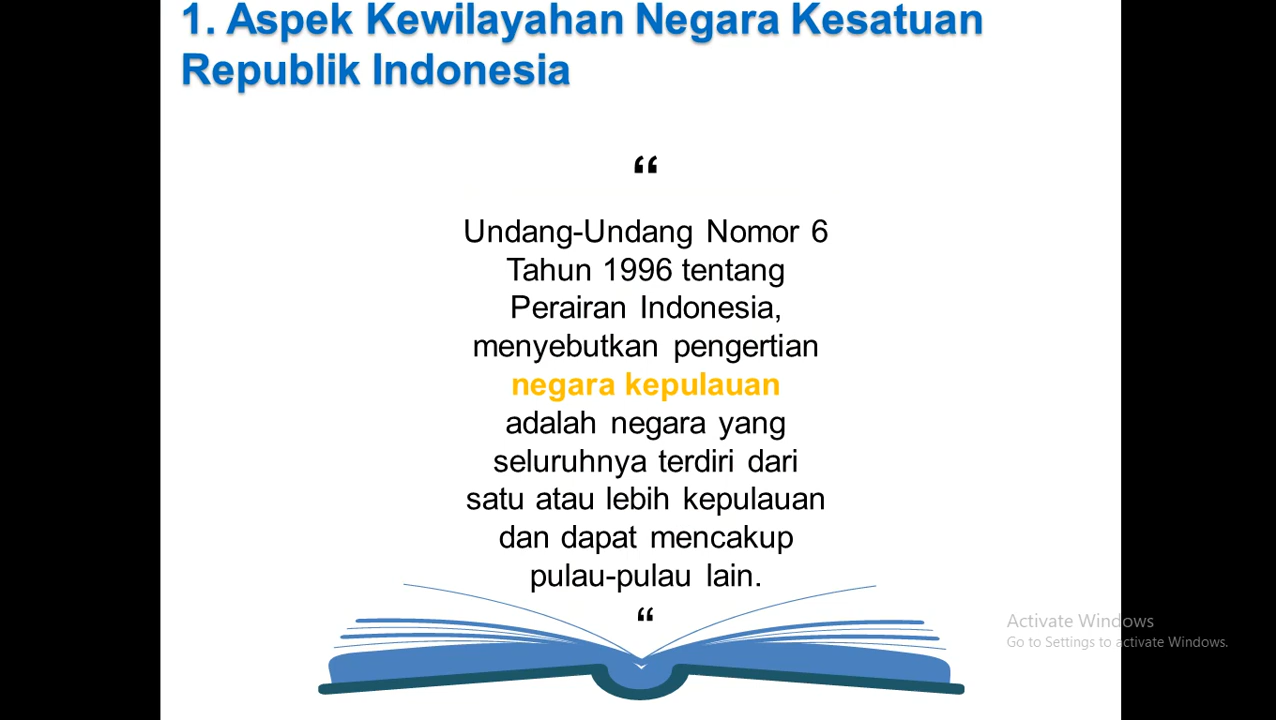 1. Aspek Kewilayahan Negara Kesatuan
Republik Indonesia
“
Undang-Undang Nomor 6
Tahun 1996 tentang
Perairan Indonesia,
menyebutkan pengertian
negara kepulauan
adalah negara yang
seluruhnya terdiri dari
satu atau lebih kepulauan
dan dapat mencakup
pulau-pulau lain.
“
Activate Windows
Go to Settings to activate Windows.